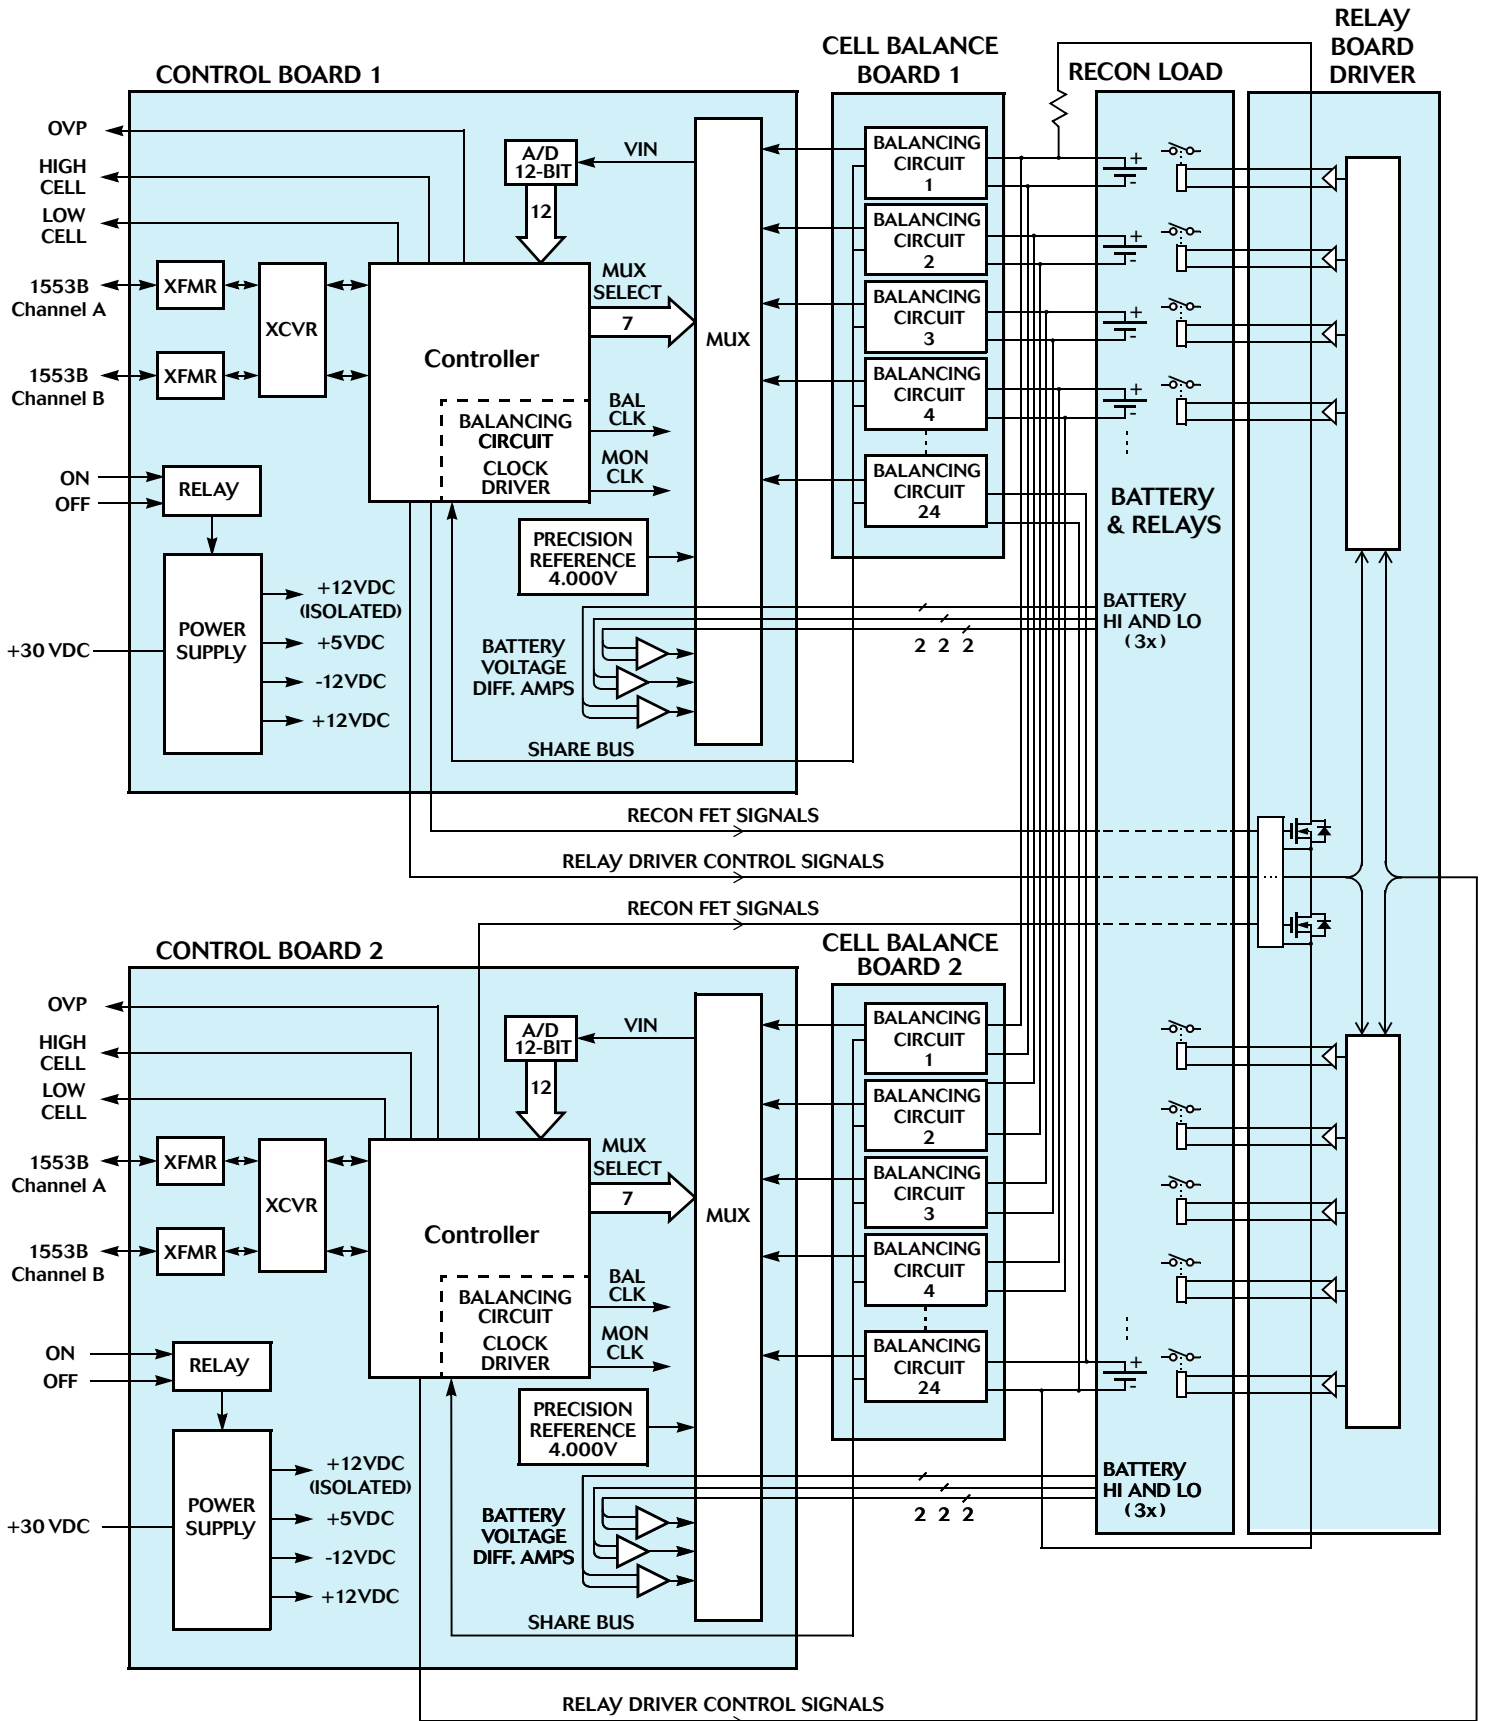 RELAY
BOARD
DRIVER
CELL BALANCE
BOARD 1
RECON LOAD
CONTROL BOARD 1
OVP
HIGH
CELL
LOW
CELL
1553B
Channel A
1553B
Channel B
XFMR
XFMR
XCVR
A/D
12-BIT
VIN
12
Controller
MUX
SELECT
7
MUX
BALANCING
CIRCUIT
CLOCK
DRIVER
BAL
CLK
MON
CLK
ON
OFF
RELAY
POWER
SUPPLY
+30 VDC
+12VDC
(ISOLATED)
+5VDC
-12VDC
+12VDC
PRECISION
REFERENCE
4.000V
BATTERY
VOLTAGE
DIFF. AMPS
SHARE BUS
BALANCING
CIRCUIT
1
BALANCING
CIRCUIT
2
BALANCING
CIRCUIT
3
BALANCING
CIRCUIT
4
BALANCING
CIRCUIT
24
+
-
+
-
+
-
+
-
BATTERY
& RELAYS
BATTERY
HI AND LO
(3x)
2 2 2
RECON FET SIGNALS
RELAY DRIVER CONTROL SIGNALS
RECON FET SIGNALS
...
CONTROL BOARD 2
CELL BALANCE
BOARD 2
OVP
HIGH
CELL
LOW
CELL
1553B
Channel A
1553B
Channel B
XFMR
XFMR
XCVR
A/D
12-BIT
VIN
12
Controller
MUX
SELECT
7
MUX
BALANCING
CIRCUIT
CLOCK
DRIVER
BAL
CLK
MON
CLK
ON
OFF
RELAY
POWER
SUPPLY
+30 VDC
+12VDC
(ISOLATED)
+5VDC
-12VDC
+12VDC
PRECISION
REFERENCE
4.000V
BATTERY
VOLTAGE
DIFF. AMPS
SHARE BUS
BALANCING
CIRCUIT
1
BALANCING
CIRCUIT
2
BALANCING
CIRCUIT
3
BALANCING
CIRCUIT
4
BALANCING
CIRCUIT
24
+
-
BATTERY
HI AND LO
(3x)
2 2 2
RELAY DRIVER CONTROL SIGNALS